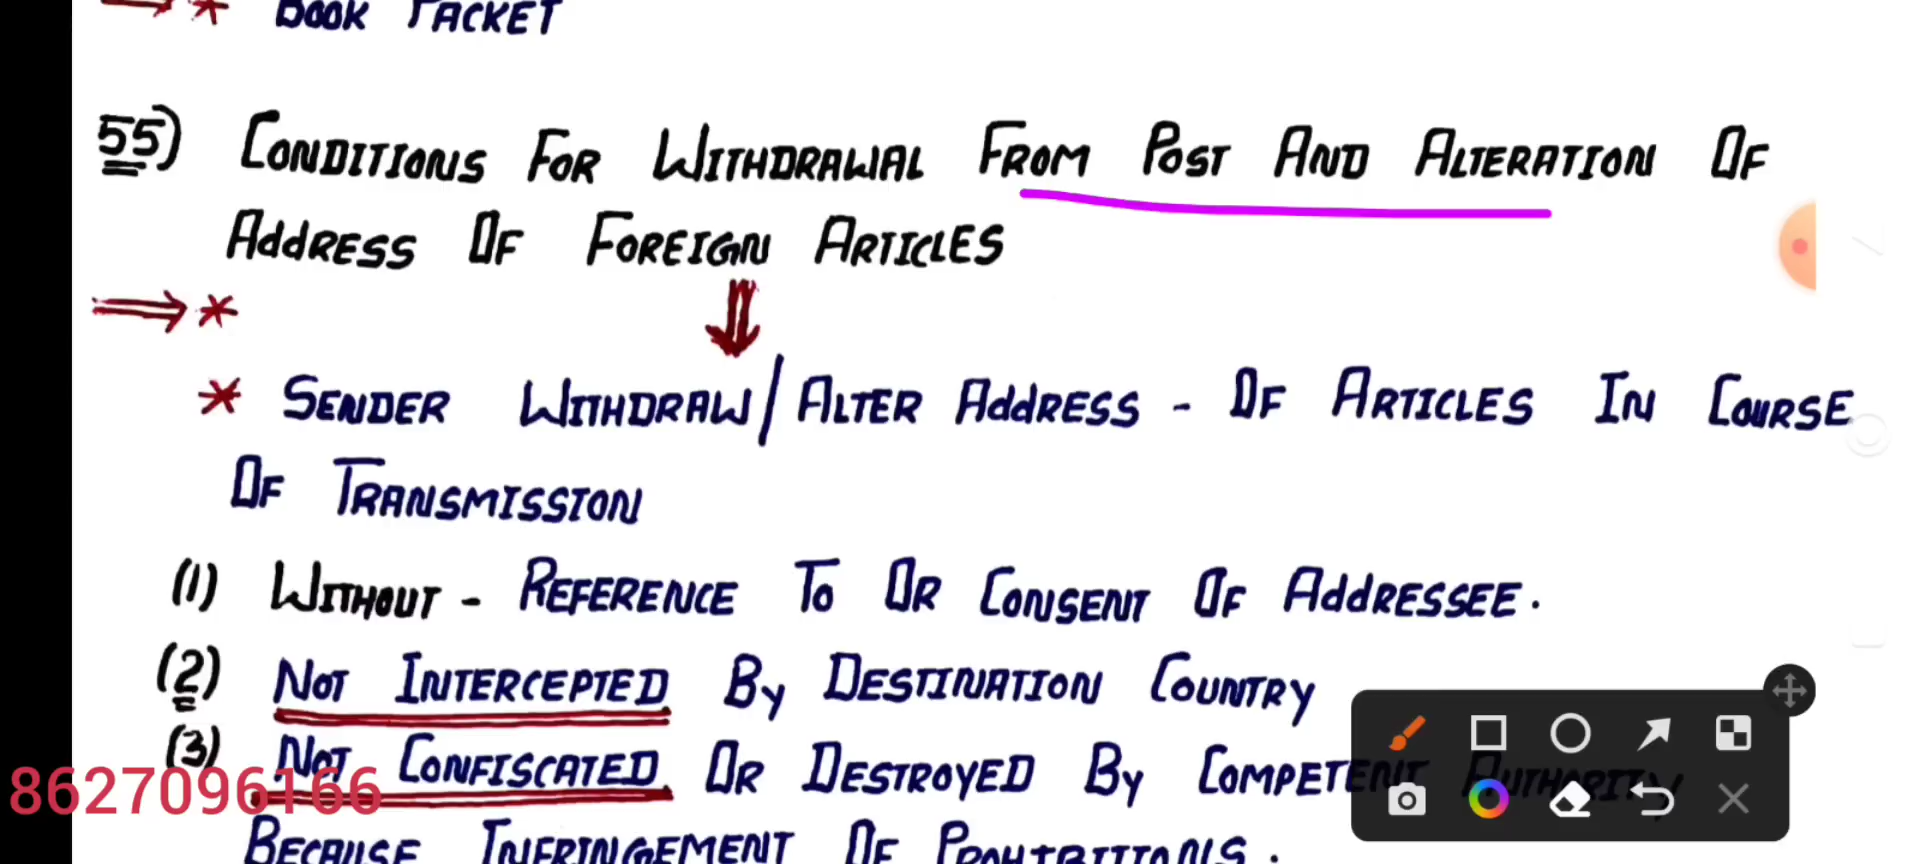 * BOOK PACKET
55) CONDITIONS FOR WITHDRAWAL FROM POST AND ALTERATION OF
ADDRESS OF FOREIGN ARTICLES
*
* SENDER WITHDRAW/ALTER ADDRESS - OF ARTICLES IN COURSE
OF TRANSMISSION
(1) WITHOUT - REFERENCE TO OR CONSENT OF ADDRESSEE.
(2) NOT INTERCEPTED BY DESTINATION COUNTRY
(3) NOT CONFISCATED OR DESTROYED BY COMPETENT AUTHORITY
8627096166
BECAUSE INFRINGEMENT OF PROHIBITIONS.